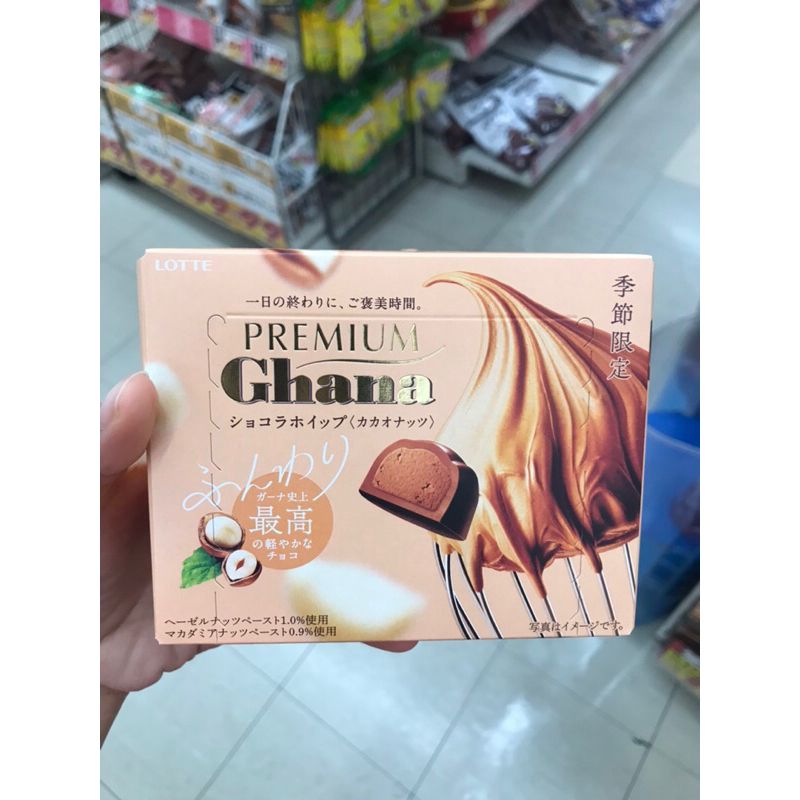 LOTTE
一日の終わりに、ご褒美時間。
PREMIUM
Ghana
ショコラホイップ〈カカオナッツ〉
季節限定
ふんわり
ガーナ史上
最高
の軽やかな
チョコ
ヘーゼルナッツペースト1.0%使用
マカダミアナッツペースト0.9%使用
写真はイメージです。